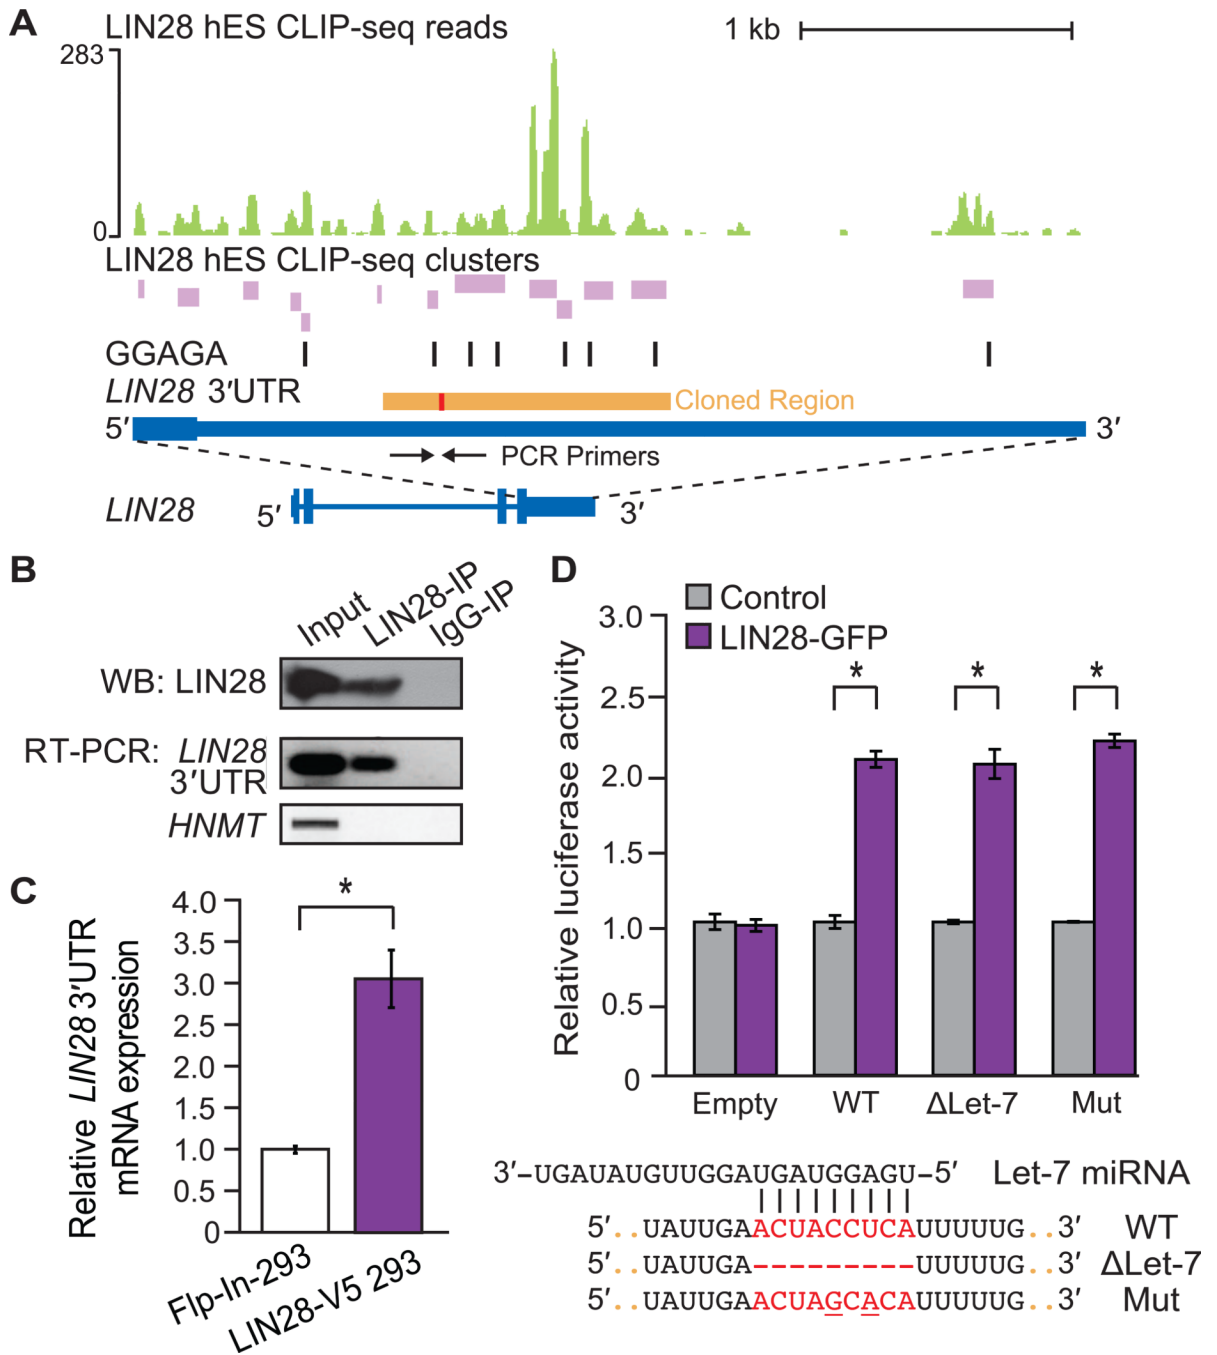 A
LIN28 hES CLIP-seq reads
1 kb
283
0
LIN28 hES CLIP-seq clusters
GGAGA
LIN28 3′UTR
Cloned Region
5′
3′
PCR Primers
LIN28
5′
3′
B
Input
LIN28-IP
IgG-IP
WB: LIN28
RT-PCR: LIN28
3′UTR
HNMT
C
Relative LIN28 3′UTR
mRNA expression
4.0
3.5
3.0
2.5
2.0
1.5
1.0
0.5
0
*
Flp-In-293
LIN28-V5 293
D
Control
LIN28-GFP
Relative luciferase activity
3.0
2.5
2.0
1.5
1.0
0.5
0
* * *
Empty WT ΔLet-7 Mut
3′–UGAUAUGUUGGAUGAUGGAGU–5′ Let-7 miRNA
5′..UAUUGAACUACCUCAUUUUUG..3′ WT
5′..UAUUGA---------UUUUUG..3′ ΔLet-7
5′..UAUUGAACUAGCACAUUUUUG..3′ Mut